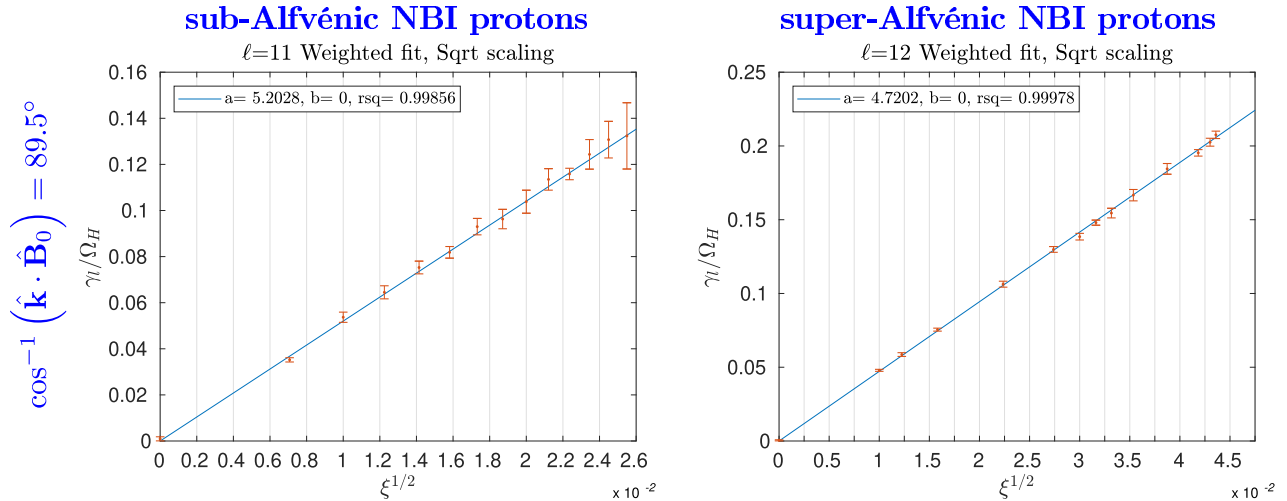 sub-Alfvénic NBI protons
ℓ=11 Weighted fit, Sqrt scaling
a= 5.2028, b= 0, rsq= 0.99856
cos⁻¹ (k̂ · B̂₀) = 89.5°
γₗ/Ω_H
0.16
0.14
0.12
0.1
0.08
0.06
0.04
0.02
0
0 0.2 0.4 0.6 0.8 1 1.2 1.4 1.6 1.8 2 2.2 2.4 2.6
ξ^{1/2}
x 10 ⁻²
super-Alfvénic NBI protons
ℓ=12 Weighted fit, Sqrt scaling
a= 4.7202, b= 0, rsq= 0.99978
γₗ/Ω_H
0.25
0.2
0.15
0.1
0.05
0
0 0.5 1 1.5 2 2.5 3 3.5 4 4.5
ξ^{1/2}
x 10 ⁻²